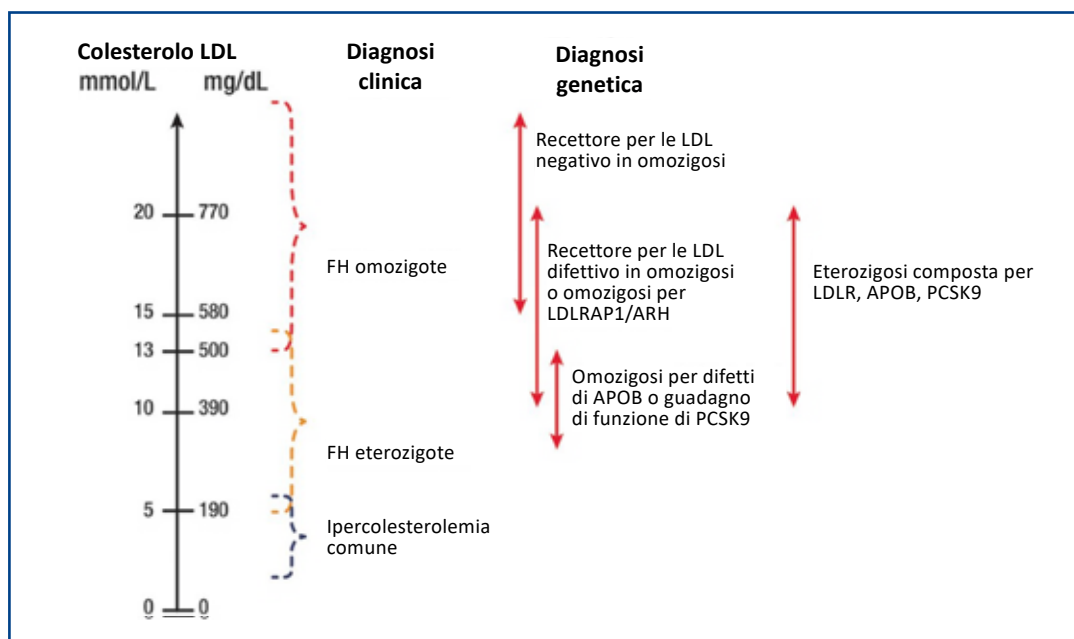 Colesterolo LDL
mmol/L mg/dL
Diagnosi
clinica
Diagnosi
genetica
20 770
15 580
13 500
10 390
5 190
0 0
FH omozigote
FH eterozigote
Ipercolesterolemia
comune
Recettore per le LDL
negativo in omozigosi
Recettore per le LDL
difettivo in omozigosi
o omozigosi per
LDLRAP1/ARH
Omozigosi per difetti
di APOB o guadagno
di funzione di PCSK9
Eterozigosi composta per
LDLR, APOB, PCSK9